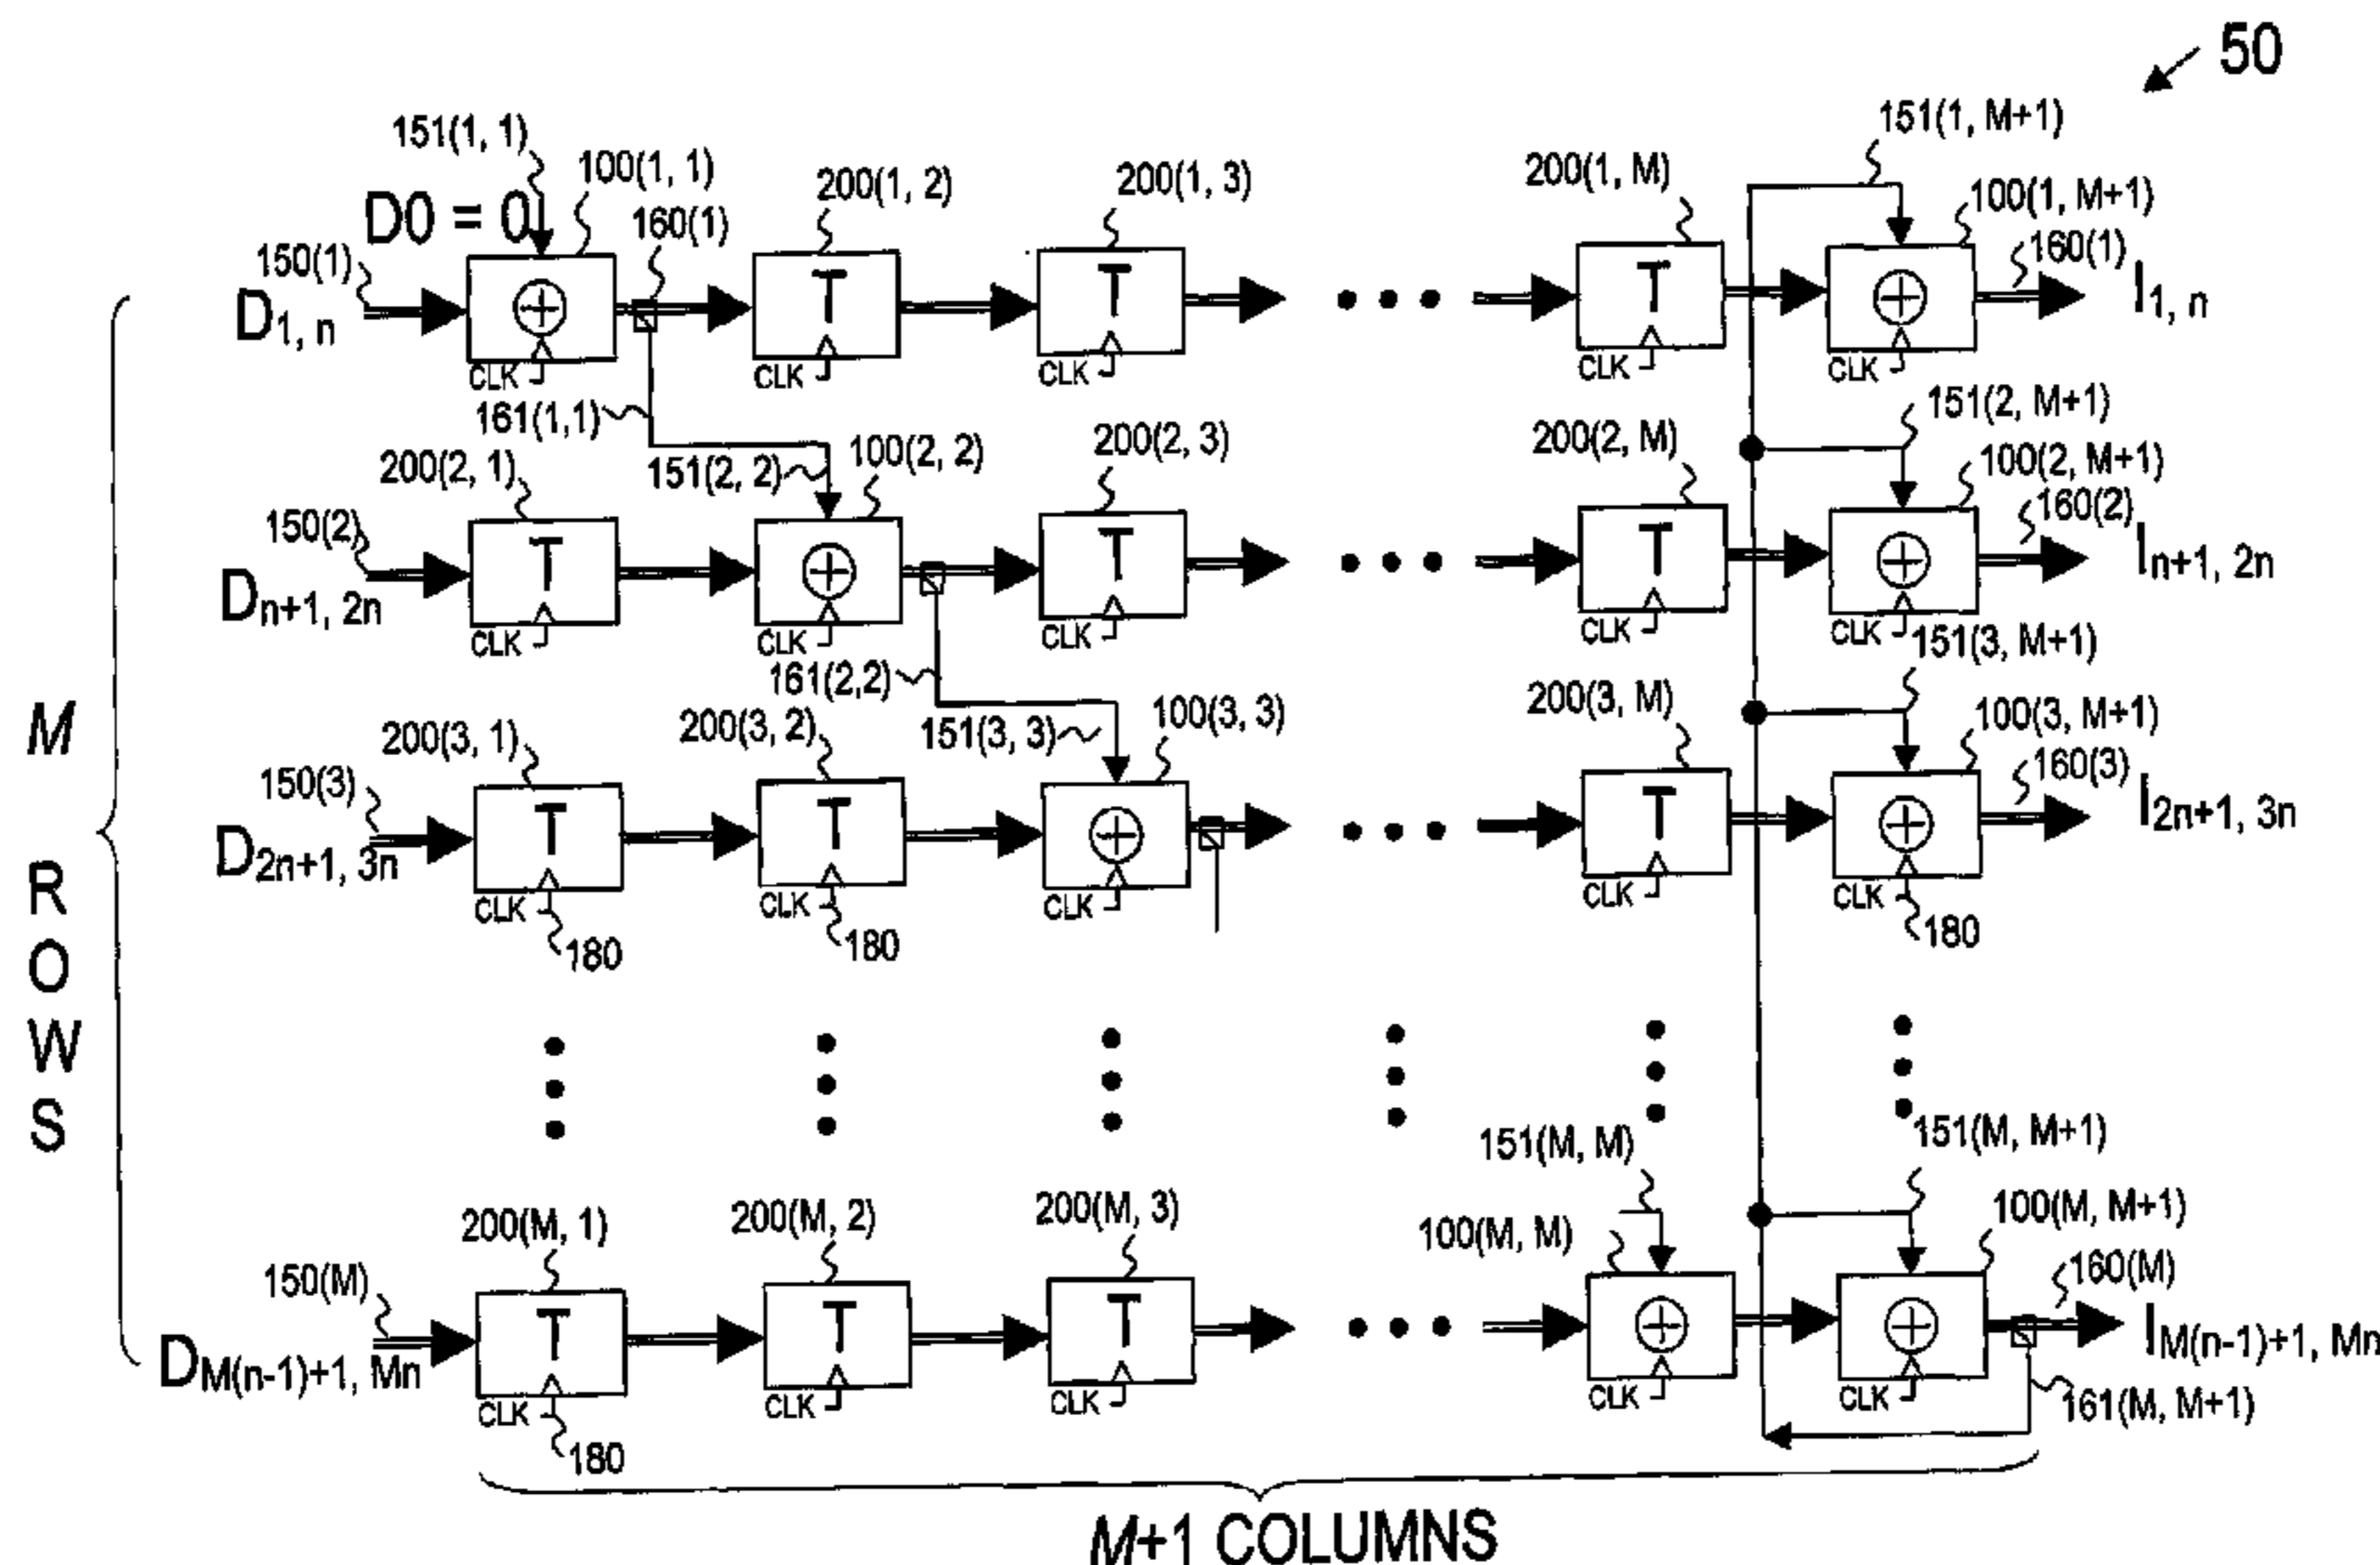 50
151(1, 1)
100(1, 1)
200(1, 2)
200(1, 3)
200(1, M)
151(1, M+1)
100(1, M+1)
D0 = 0
160(1)
160(1)
150(1)
D1, n
T
T
• • •
T
I1, n
CLK
CLK
CLK
CLK
CLK
161(1,1)
151(2, M+1)
200(2, 1)
151(2, 2)
100(2, 2)
200(2, 3)
200(2, M)
100(2, M+1)
150(2)
160(2)
Dn+1, 2n
T
T
• • •
T
In+1, 2n
CLK
CLK
CLK
CLK
CLK
161(2,2)
151(3, M+1)
200(3, 1)
200(3, 2)
151(3, 3)
100(3, 3)
200(3, M)
100(3, M+1)
150(3)
160(3)
D2n+1, 3n
T
T
• • •
T
I2n+1, 3n
CLK
CLK
CLK
CLK
CLK
180
180
180
M
ROWS
151(M, M)
151(M, M+1)
200(M, 1)
200(M, 2)
200(M, 3)
100(M, M)
100(M, M+1)
150(M)
160(M)
DM(n-1)+1, Mn
T
T
T
• • •
IM(n-1)+1, Mn
CLK
CLK
CLK
CLK
CLK
161(M, M+1)
180
M+1 COLUMNS